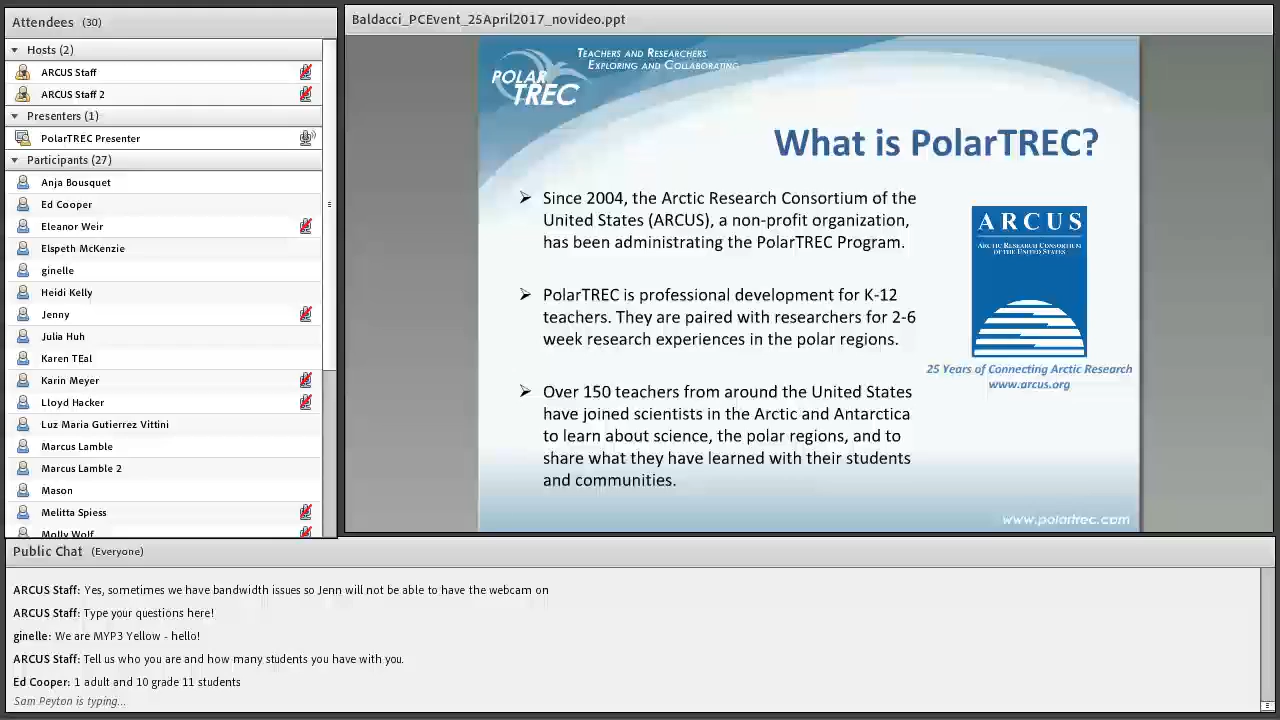 Attendees (30)
Hosts (2)
ARCUS Staff
ARCUS Staff 2
Presenters (1)
PolarTREC Presenter
Participants (27)
Anja Bousquet
Ed Cooper
Eleanor Weir
Elspeth McKenzie
ginelle
Heidi Kelly
Jenny
Julia Huh
Karen TEal
Karin Meyer
Lloyd Hacker
Luz Maria Gutierrez Vittini
Marcus Lamble
Marcus Lamble 2
Mason
Melitta Spiess
Molly Wolf
Baldacci_PCEvent_25April2017_novideo.ppt
TEACHERS AND RESEARCHERS
EXPLORING AND COLLABORATING
POLAR
TREC
What is PolarTREC?
Since 2004, the Arctic Research Consortium of the
United States (ARCUS), a non-profit organization,
has been administrating the PolarTREC Program.
PolarTREC is professional development for K-12
teachers. They are paired with researchers for 2-6
week research experiences in the polar regions.
Over 150 teachers from around the United States
have joined scientists in the Arctic and Antarctica
to learn about science, the polar regions, and to
share what they have learned with their students
and communities.
ARCUS
ARCTIC RESEARCH CONSORTIUM
OF THE UNITED STATES
25 Years of Connecting Arctic Research
www.arcus.org
www.polartrec.com
Public Chat (Everyone)
ARCUS Staff: Yes, sometimes we have bandwidth issues so Jenn will not be able to have the webcam on
ARCUS Staff: Type your questions here!
ginelle: We are MYP3 Yellow - hello!
ARCUS Staff: Tell us who you are and how many students you have with you.
Ed Cooper: 1 adult and 10 grade 11 students
Sam Peyton is typing...